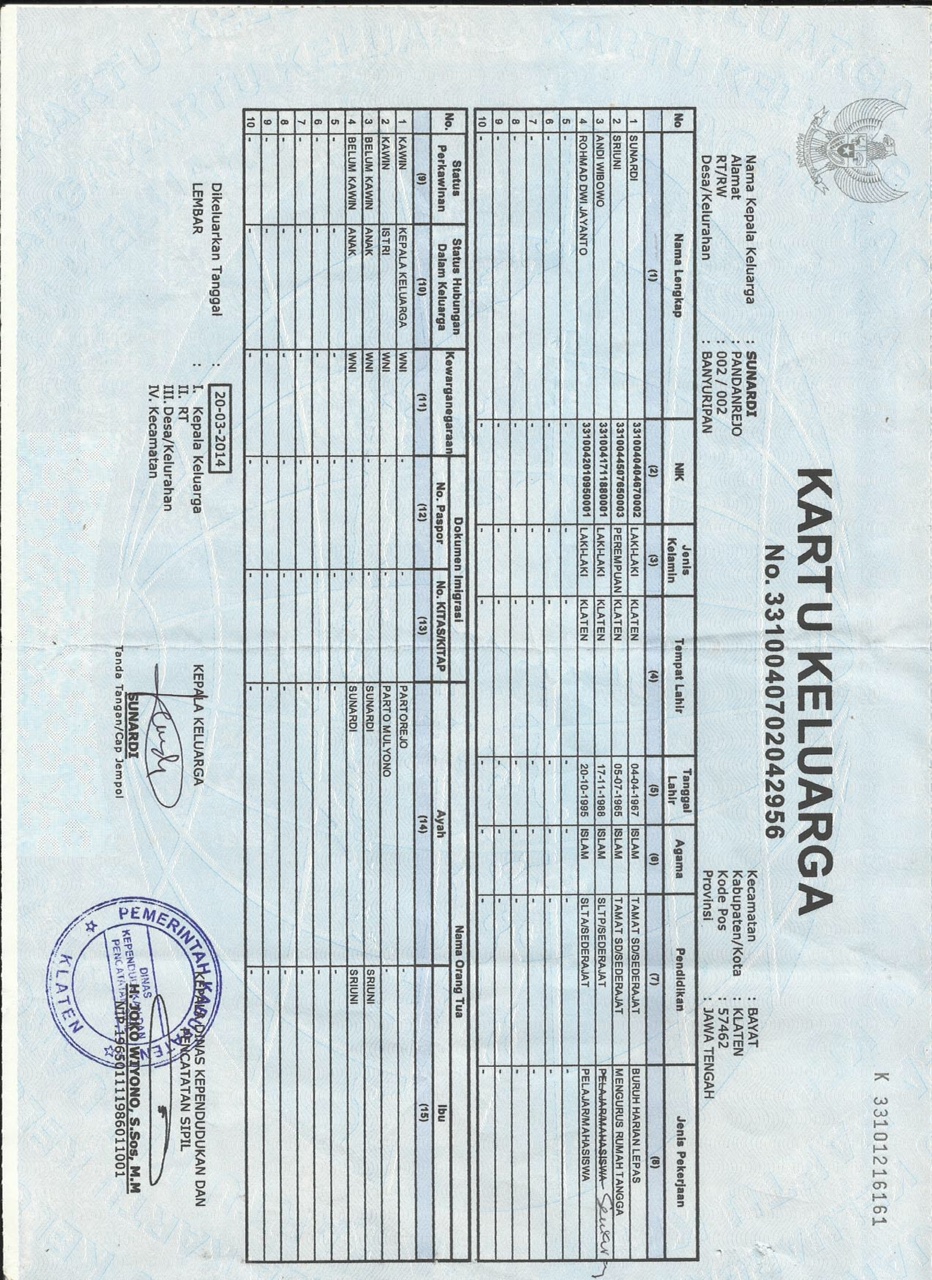 K 33101216161
KARTU KELUARGA
No. 3310040702042956
Nama Kepala Keluarga : SUNARDI
Alamat : PANDANREJO
RT/RW : 002 / 002
Desa/Kelurahan : BANYURIPAN
Kecamatan : BAYAT
Kabupaten/Kota : KLATEN
Kode Pos : 57462
Provinsi : JAWA TENGAH
No Nama Lengkap NIK Jenis Kelamin Tempat Lahir Tanggal Lahir Agama Pendidikan Jenis Pekerjaan
(1) (2) (3) (4) (5) (6) (7) (8)
1 SUNARDI 3310040404670002 LAKI-LAKI KLATEN 04-04-1967 ISLAM TAMAT SD/SEDERAJAT BURUH HARIAN LEPAS
2 SRIUNI 3310044507650003 PEREMPUAN KLATEN 05-07-1965 ISLAM TAMAT SD/SEDERAJAT MENGURUS RUMAH TANGGA
3 ANDI WIBOWO 3310041711880001 LAKI-LAKI KLATEN 17-11-1988 ISLAM SLTP/SEDERAJAT PELAJAR/MAHASISWA
4 ROHMAD DWI JAYANTO 3310042010950001 LAKI-LAKI KLATEN 20-10-1995 ISLAM SLTA/SEDERAJAT PELAJAR/MAHASISWA
5 - - - - - - - -
6 - - - - - - - -
7 - - - - - - - -
8 - - - - - - - -
9 - - - - - - - -
10 - - - - - - - -
No. Status Perkawinan Status Hubungan Dalam Keluarga Kewarganegaraan Dokumen Imigrasi Nama Orang Tua
No. Paspor No. KITAS/KITAP Ayah Ibu
(9) (10) (11) (12) (13) (14) (15)
1 KAWIN KEPALA KELUARGA WNI - - PARTOREJO -
2 KAWIN ISTRI WNI - - PARTO MULYONO -
3 BELUM KAWIN ANAK WNI - - SUNARDI SRIUNI
4 BELUM KAWIN ANAK WNI - - SUNARDI SRIUNI
5 - - - - - - -
6 - - - - - - -
7 - - - - - - -
8 - - - - - - -
9 - - - - - - -
10 - - - - - - -
Dikeluarkan Tanggal : 20-03-2014
LEMBAR : I. Kepala Keluarga
II. RT
III. Desa/Kelurahan
IV. Kecamatan
KEPALA KELUARGA
SUNARDI
Tanda Tangan/Cap Jempol
KEPALA DINAS KEPENDUDUKAN DAN
PENCATATAN SIPIL
H. JOKO WIYONO, S.Sos, M.M
NIP.196501111986011001
PEMERINTAH KABUPATEN
DINAS
KEPENDUDUKAN DAN
KLATEN